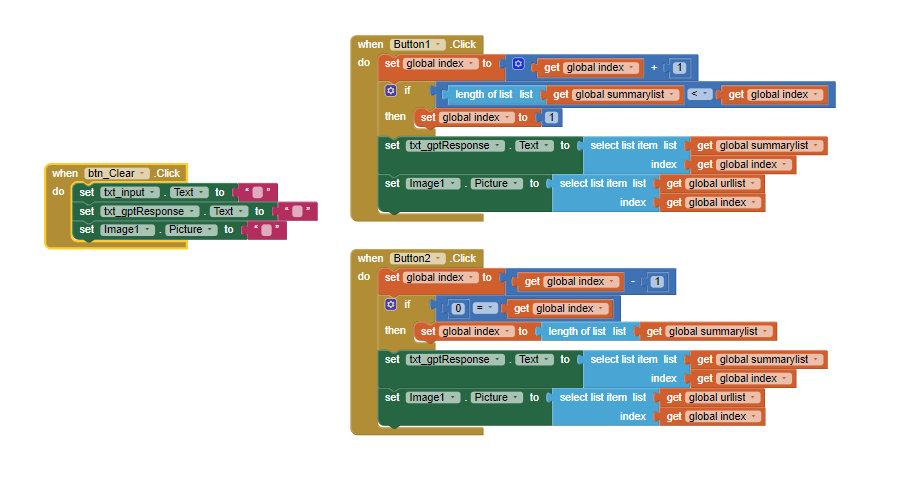 when btn_Clear .Click
do set txt_input . Text to “ ”
set txt_gptResponse . Text to “ ”
set Image1 . Picture to “ ”
when Button1 .Click
do set global index to get global index + 1
if length of list list get global summarylist < get global index
then set global index to 1
set txt_gptResponse . Text to select list item list get global summarylist
index get global index
set Image1 . Picture to select list item list get global urllist
index get global index
when Button2 .Click
do set global index to get global index - 1
if 0 = get global index
then set global index to length of list list get global summarylist
set txt_gptResponse . Text to select list item list get global summarylist
index get global index
set Image1 . Picture to select list item list get global urllist
index get global index